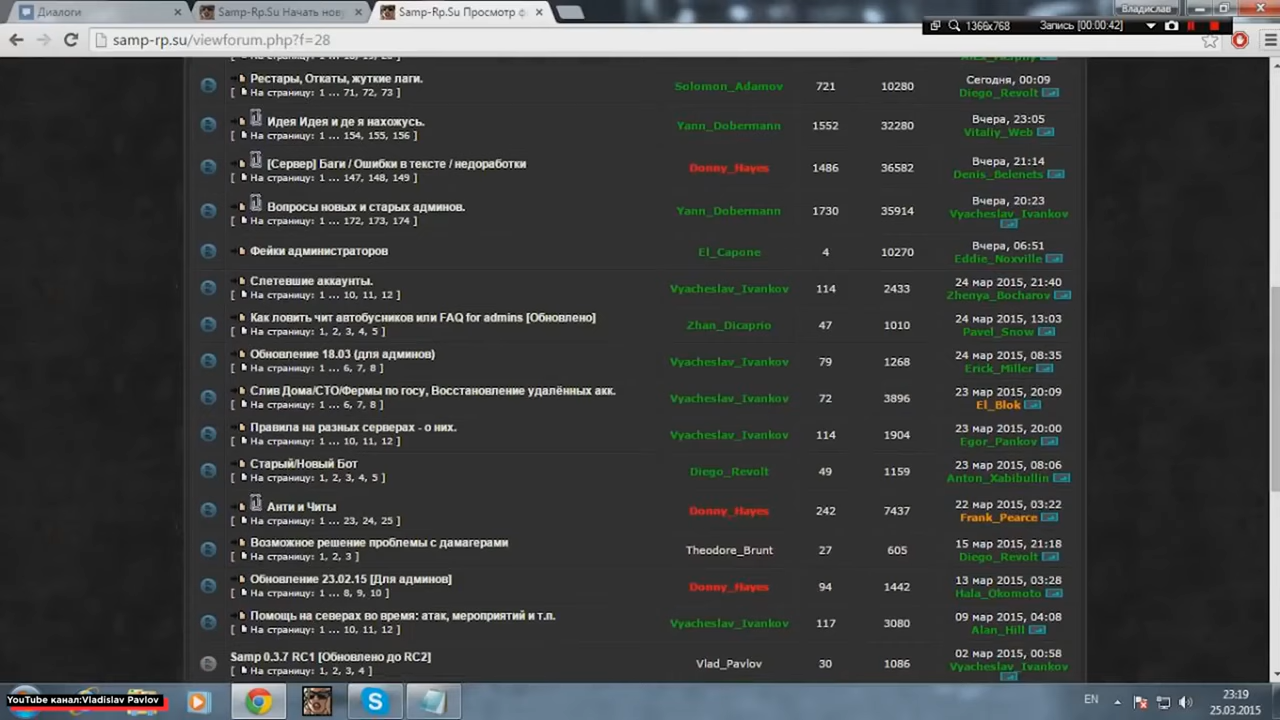 Диалоги
Samp-Rp.Su Начать нов
Samp-Rp.Su Просмотр ф
Владислав
1366x768
Запись [00:00:42]
samp-rp.su/viewforum.php?f=28
Рестары, Откаты, жуткие лаги.
[ На страницу: 1 ... 71, 72, 73 ]
Solomon_Adamov
721
10280
Сегодня, 00:09
Diego_Revolt
Идея Идея и де я нахожусь.
[ На страницу: 1 ... 154, 155, 156 ]
Yann_Dobermann
1552
32280
Вчера, 23:05
Vitaliy_Web
[Сервер] Баги / Ошибки в тексте / недоработки
[ На страницу: 1 ... 147, 148, 149 ]
Donny_Hayes
1486
36582
Вчера, 21:14
Denis_Belenets
Вопросы новых и старых админов.
[ На страницу: 1 ... 172, 173, 174 ]
Yann_Dobermann
1730
35914
Вчера, 20:23
Vyacheslav_Ivankov
Фейки администраторов
El_Capone
4
10270
Вчера, 06:51
Eddie_Noxville
Слетевшие аккаунты.
[ На страницу: 1 ... 10, 11, 12 ]
Vyacheslav_Ivankov
114
2433
24 мар 2015, 21:40
Zhenya_Bocharov
Как ловить чит автобусников или FAQ for admins [Обновлено]
[ На страницу: 1, 2, 3, 4, 5 ]
Zhan_Dicaprio
47
1010
24 мар 2015, 13:03
Pavel_Snow
Обновление 18.03 (для админов)
[ На страницу: 1 ... 6, 7, 8 ]
Vyacheslav_Ivankov
79
1268
24 мар 2015, 08:35
Erick_Miller
Слив Дома/СТО/Фермы по госу, Восстановление удалённых акк.
[ На страницу: 1 ... 6, 7, 8 ]
Vyacheslav_Ivankov
72
3896
23 мар 2015, 20:09
El_Blok
Правила на разных серверах - о них.
[ На страницу: 1 ... 10, 11, 12 ]
Vyacheslav_Ivankov
114
1904
23 мар 2015, 20:00
Egor_Pankov
Старый/Новый Бот
[ На страницу: 1, 2, 3, 4, 5 ]
Diego_Revolt
49
1159
23 мар 2015, 08:06
Anton_Xabibullin
Анти и Читы
[ На страницу: 1 ... 23, 24, 25 ]
Donny_Hayes
242
7437
22 мар 2015, 03:22
Frank_Pearce
Возможное решение проблемы с дамагерами
[ На страницу: 1, 2, 3 ]
Theodore_Brunt
27
605
15 мар 2015, 21:18
Diego_Revolt
Обновление 23.02.15 [Для админов]
[ На страницу: 1 ... 8, 9, 10 ]
Donny_Hayes
94
1442
13 мар 2015, 03:28
Hala_Okomoto
Помощь на северах во время: атак, мероприятий и т.п.
[ На страницу: 1 ... 10, 11, 12 ]
Vyacheslav_Ivankov
117
3080
09 мар 2015, 04:08
Alan_Hill
Samp 0.3.7 RC1 [Обновлено до RC2]
[ На страницу: 1, 2, 3, 4 ]
Vlad_Pavlov
30
1086
02 мар 2015, 00:58
Vyacheslav_Ivankov
YouTube канал:Vladislav Pavlov
EN
23:19
25.03.2015